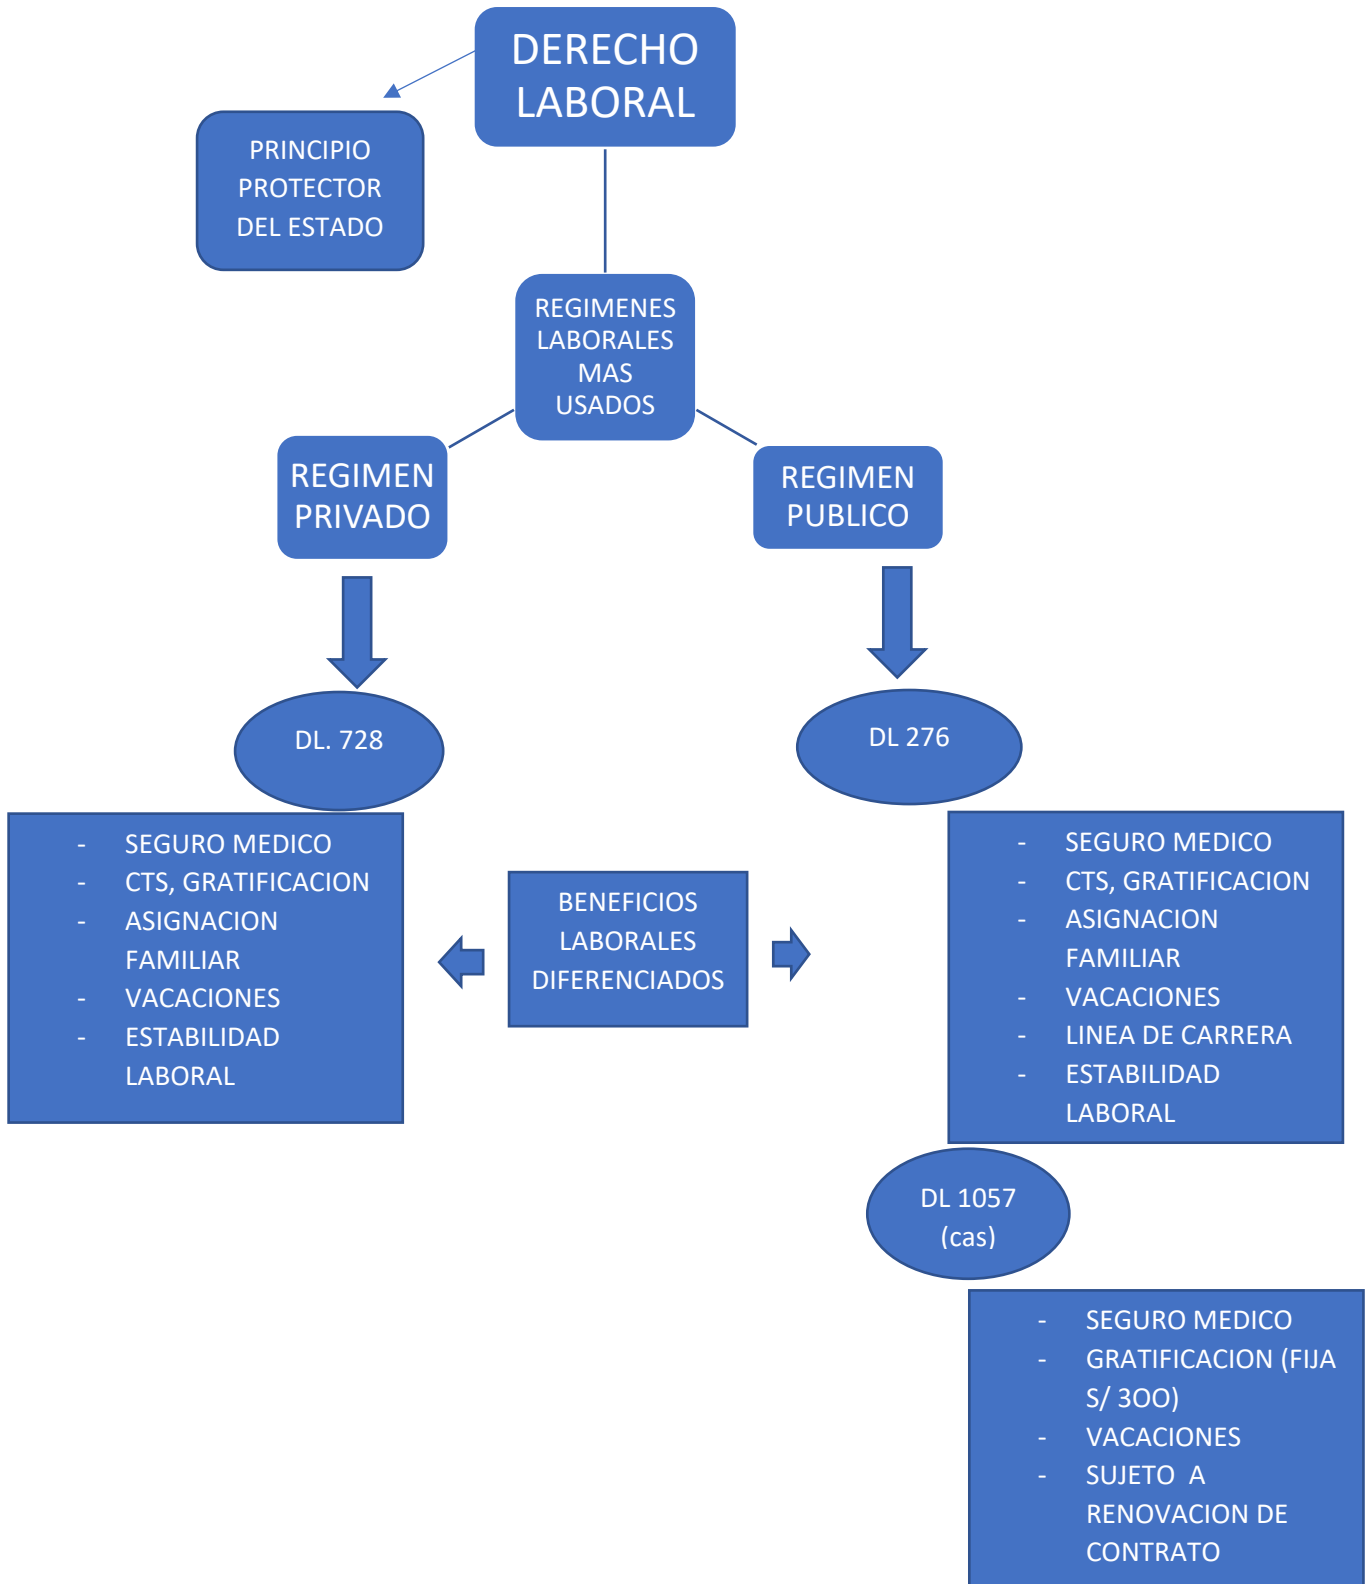 DERECHO
LABORAL
PRINCIPIO
PROTECTOR
DEL ESTADO
REGIMENES
LABORALES
MAS
USADOS
REGIMEN
PRIVADO
REGIMEN
PUBLICO
DL. 728
DL 276
- SEGURO MEDICO
- CTS, GRATIFICACION
- ASIGNACION
FAMILIAR
- VACACIONES
- ESTABILIDAD
LABORAL
BENEFICIOS
LABORALES
DIFERENCIADOS
- SEGURO MEDICO
- CTS, GRATIFICACION
- ASIGNACION
FAMILIAR
- VACACIONES
- LINEA DE CARRERA
- ESTABILIDAD
LABORAL
DL 1057
(cas)
- SEGURO MEDICO
- GRATIFICACION (FIJA
S/ 3OO)
- VACACIONES
- SUJETO A
RENOVACION DE
CONTRATO